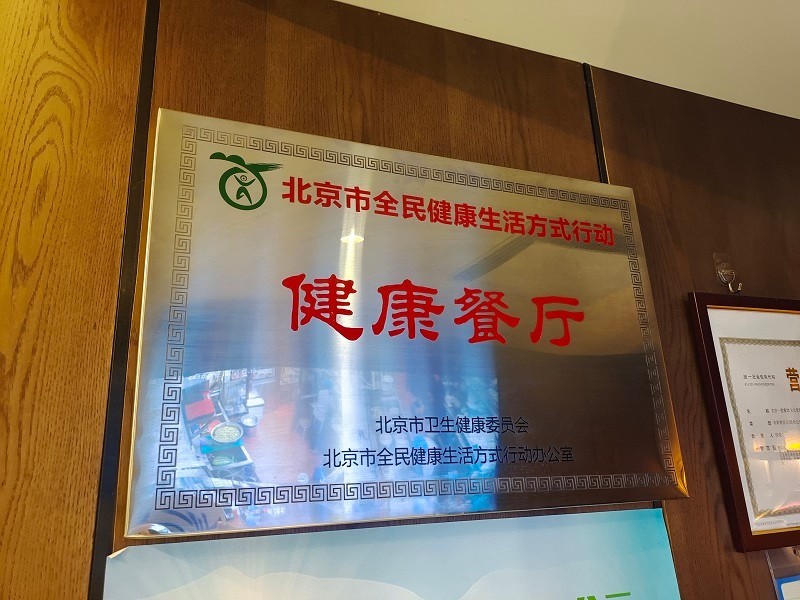 北京市全民健康生活方式行动
健康餐厅
北京市卫生健康委员会
北京市全民健康生活方式行动办公室
营